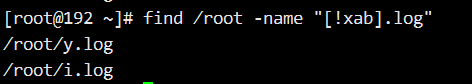 [root@192 ~]# find /root -name "[!xab].log"
/root/y.log
/root/i.log